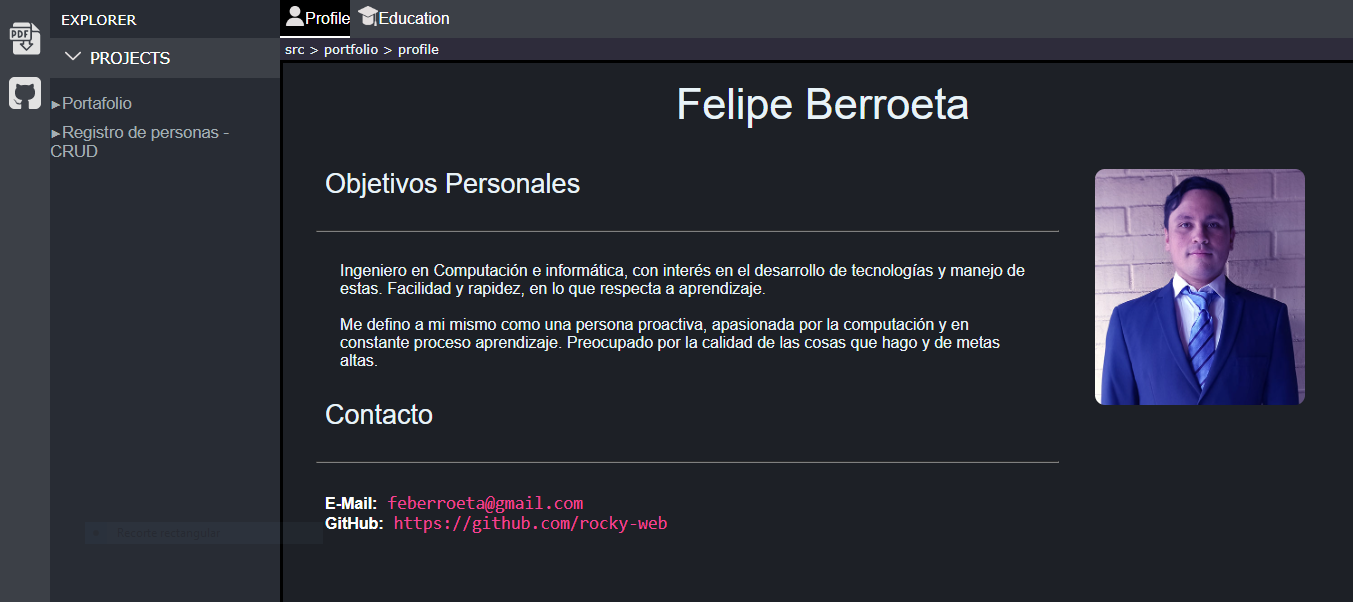 PDF
EXPLORER
PROJECTS
Portafolio
Registro de personas -
CRUD
Profile
Education
src > portfolio > profile
Felipe Berroeta
Objetivos Personales
Ingeniero en Computación e informática, con interés en el desarrollo de tecnologías y manejo de
estas. Facilidad y rapidez, en lo que respecta a aprendizaje.
Me defino a mi mismo como una persona proactiva, apasionada por la computación y en
constante proceso aprendizaje. Preocupado por la calidad de las cosas que hago y de metas
altas.
Contacto
E-Mail: feberroeta@gmail.com
GitHub: https://github.com/rocky-web